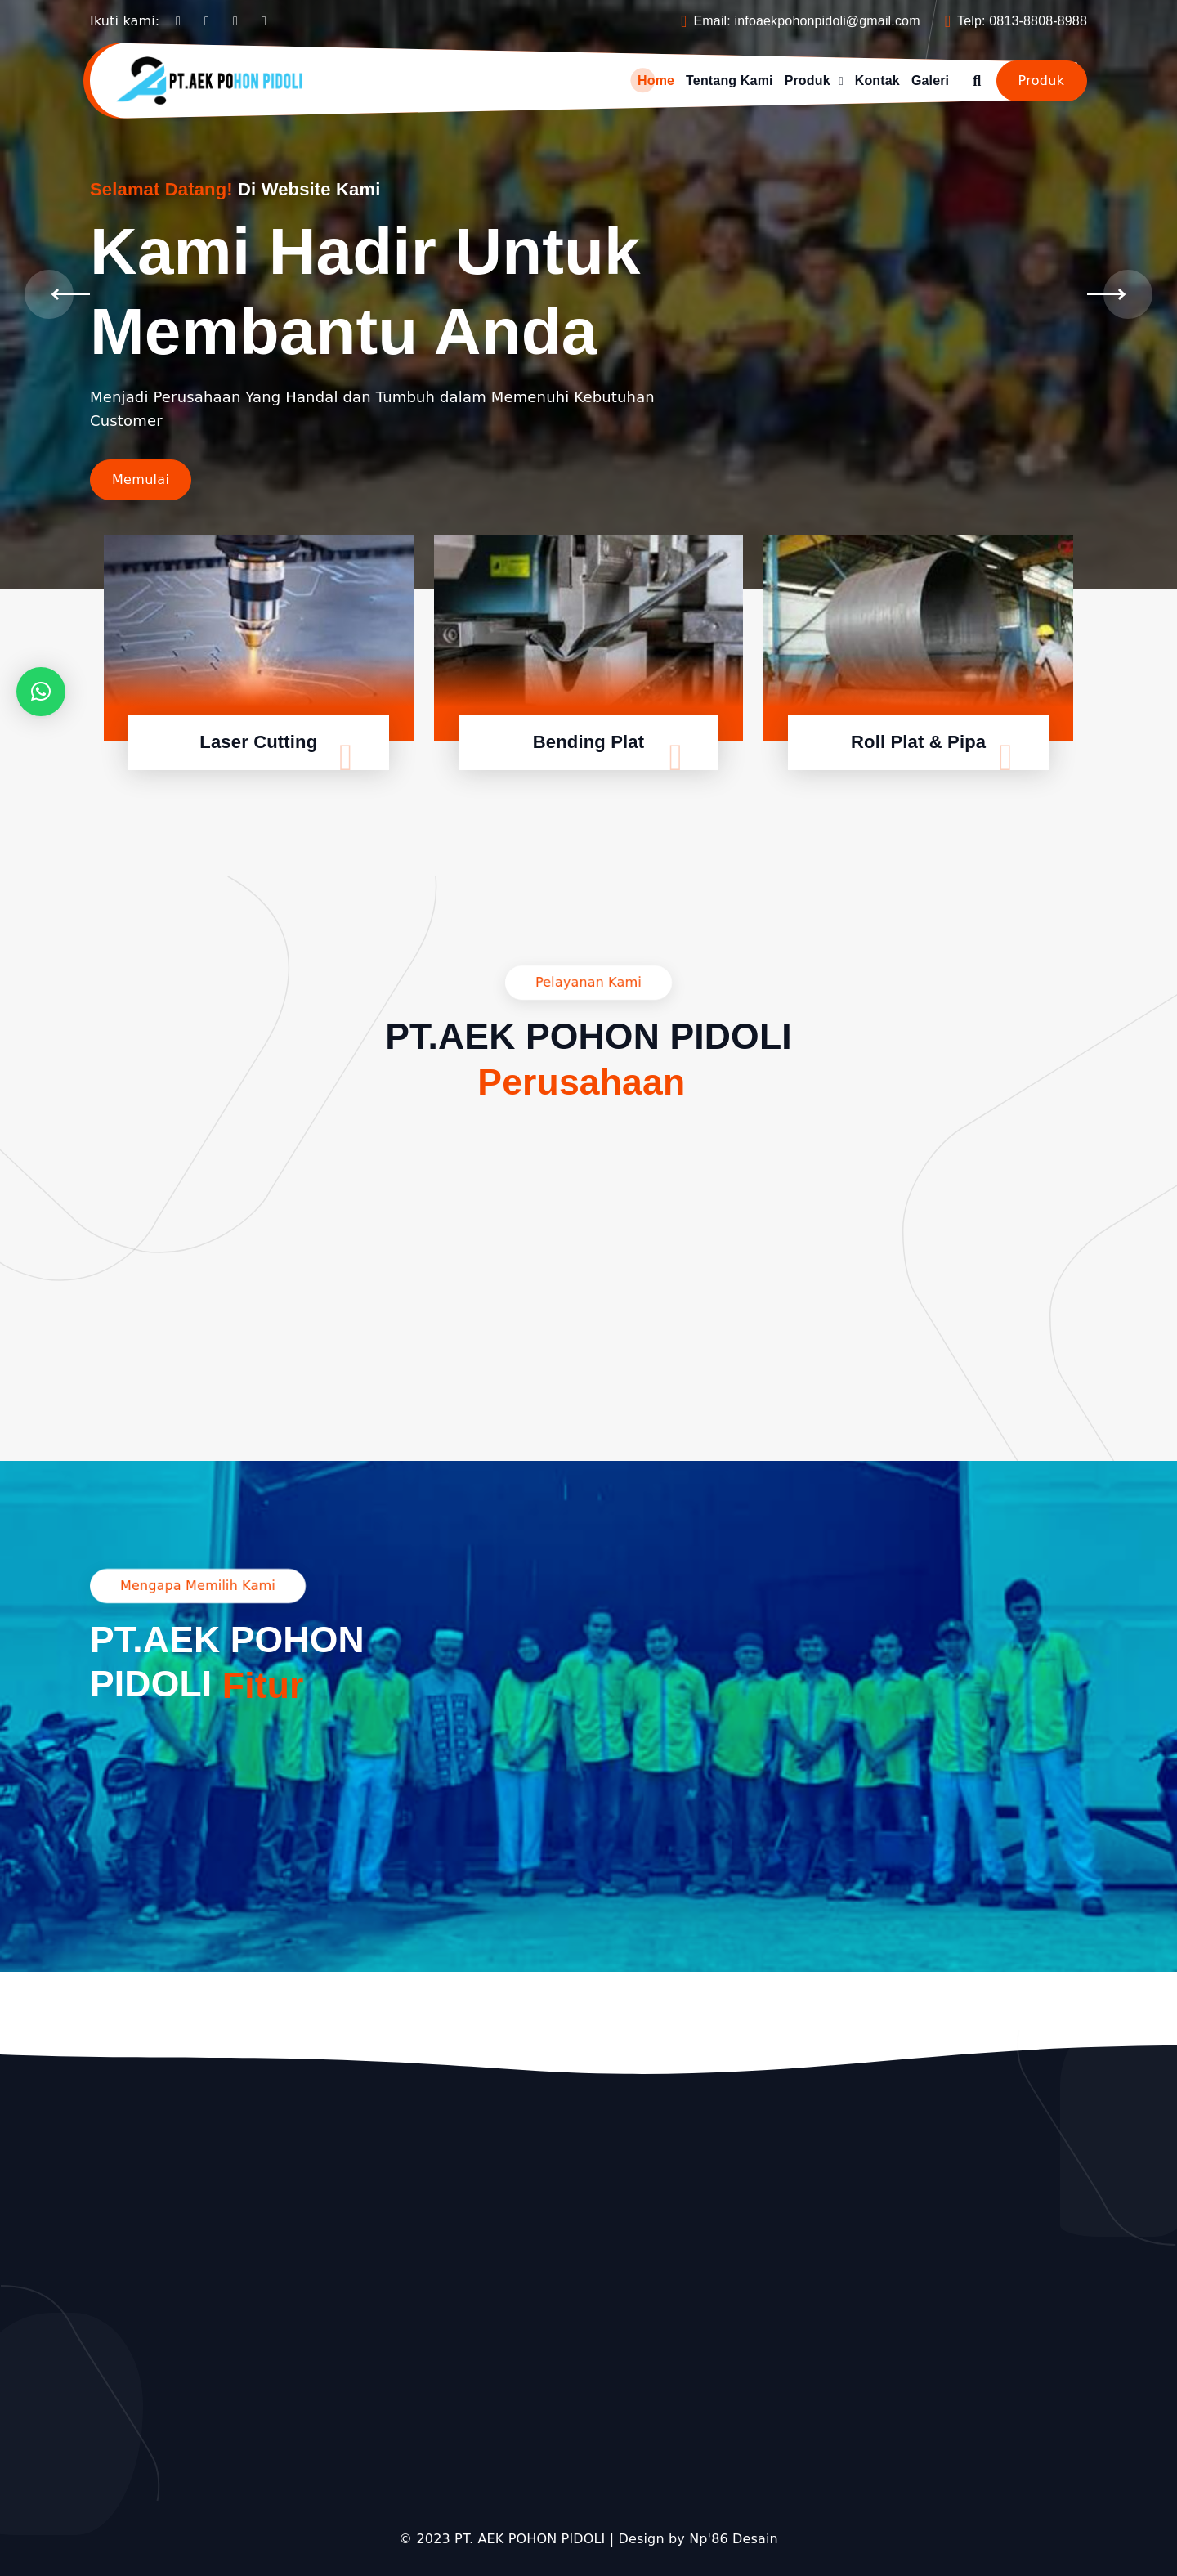 Ikuti kami:
Email: infoaekpohonpidoli@gmail.com
Telp: 0813-8808-8988
PT.AEK POHON PIDOLI
Home
Tentang Kami
Produk
Kontak
Galeri
Produk
Selamat Datang! Di Website Kami
Kami Hadir Untuk
Membantu Anda
Menjadi Perusahaan Yang Handal dan Tumbuh dalam Memenuhi Kebutuhan
Customer
Memulai
Laser Cutting
Bending Plat
Roll Plat & Pipa
Pelayanan Kami
PT.AEK POHON PIDOLI
Perusahaan
Mengapa Memilih Kami
PT.AEK POHON
PIDOLI Fitur
© 2023 PT. AEK POHON PIDOLI | Design by Np'86 Desain